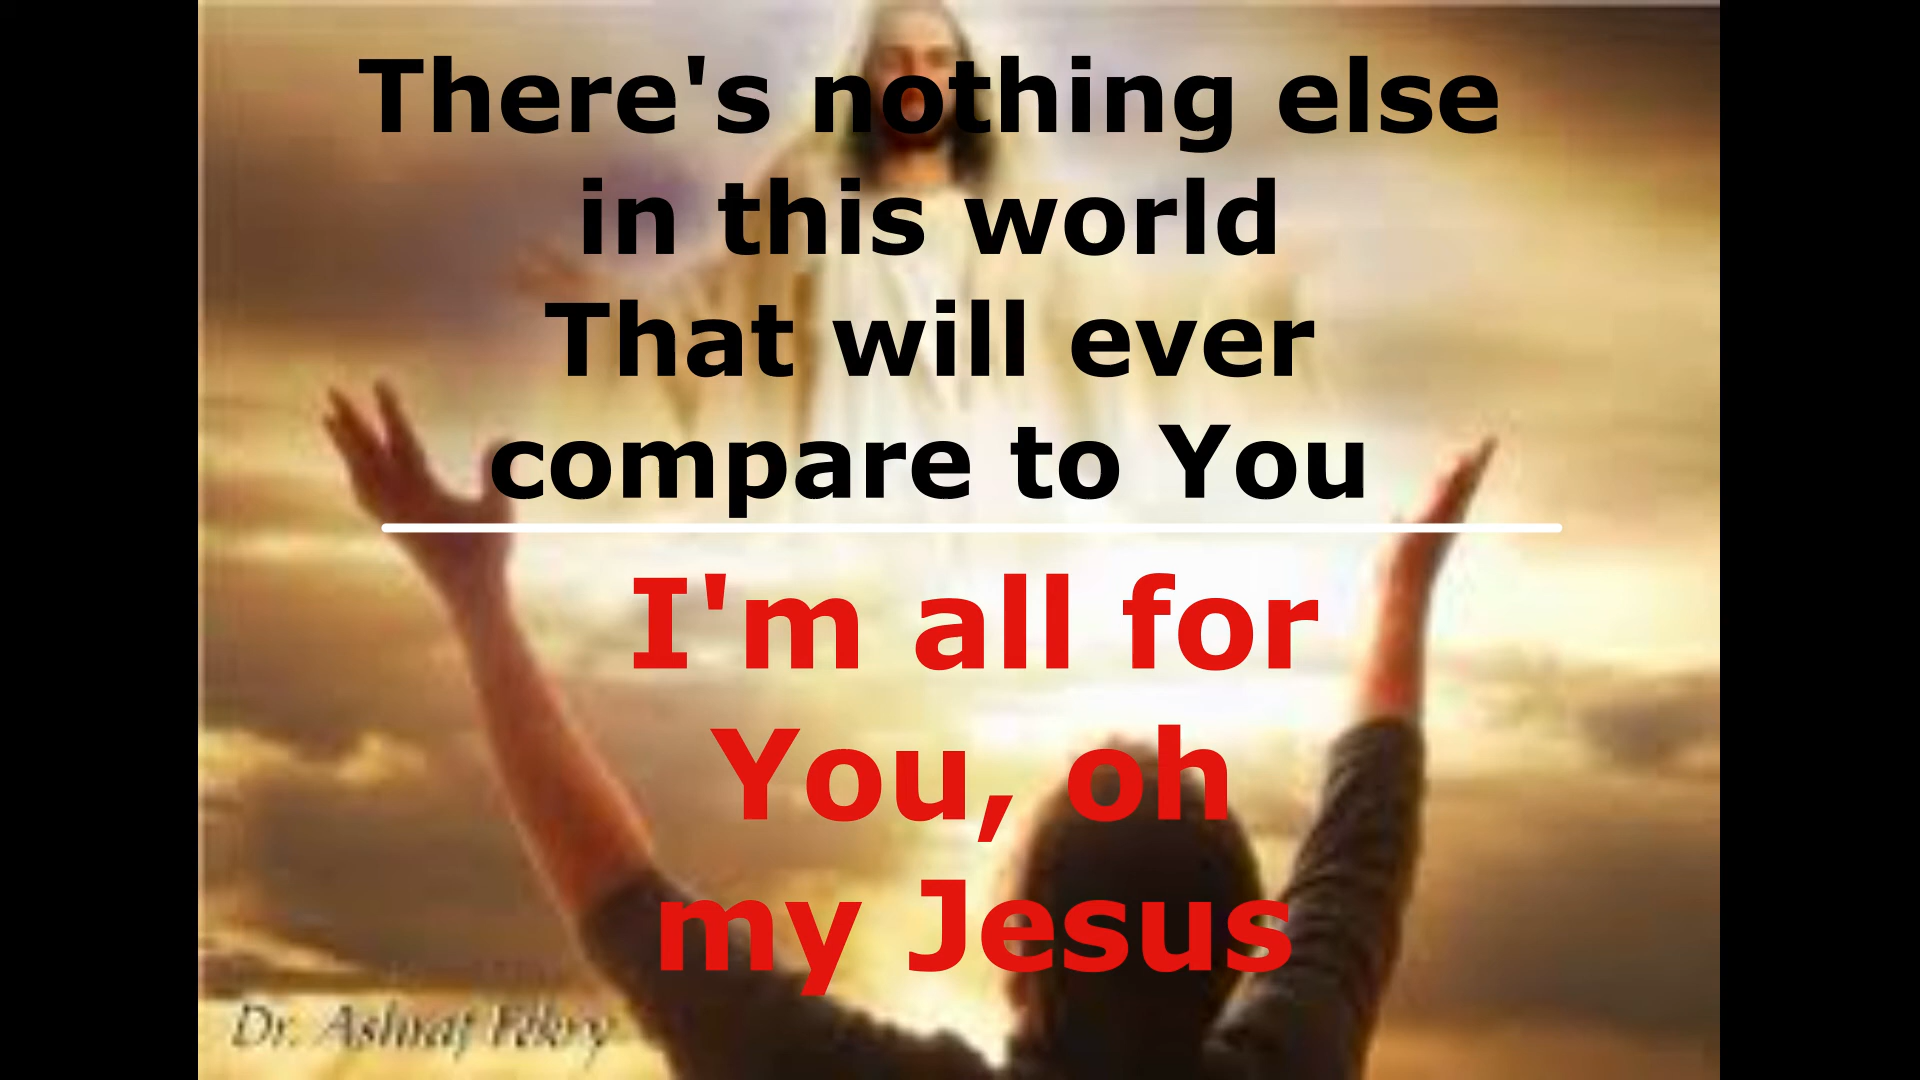 There's nothing else
in this world
That will ever
compare to You
I'm all for
You, oh
my Jesus
Dr. Ashraf Fekry